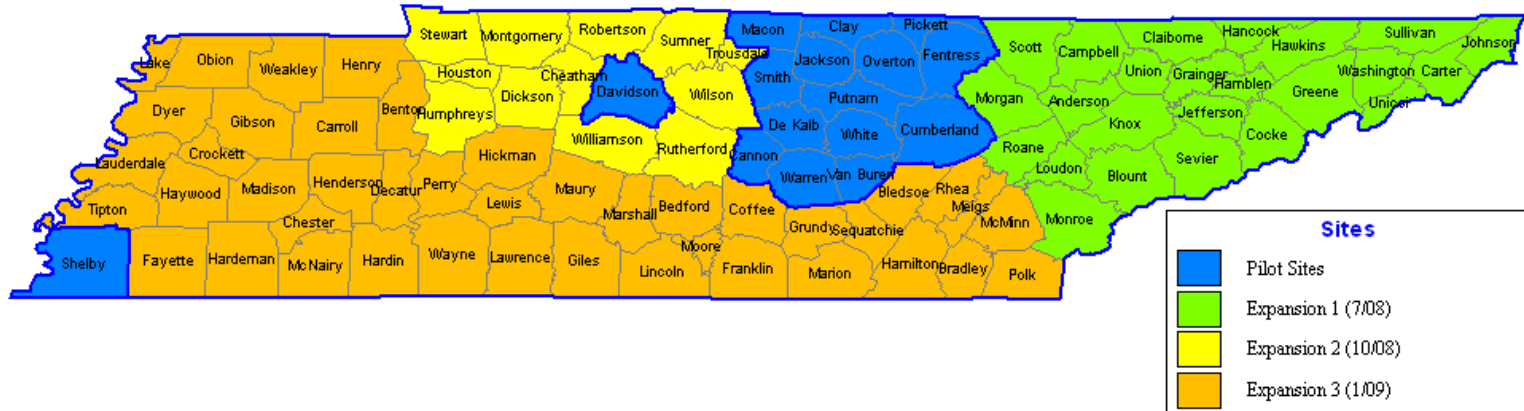 Stewart
Montgomery
Robertson
Sumner
Trousdale
Macon
Clay
Pickett
Fentress
Scott
Campbell
Claiborne
Hancock
Hawkins
Sullivan
Johnson
Lake
Obion
Weakley
Henry
Houston
Cheatham
Davidson
Wilson
Smith
Jackson
Overton
Union
Grainger
Hamblen
Washington
Carter
Dyer
Gibson
Carroll
Benton
Humphreys
Dickson
Putnam
Morgan
Anderson
Knox
Jefferson
Greene
Unicoi
Lauderdale
Crockett
Williamson
Rutherford
De Kalb
White
Cumberland
Roane
Cocke
Haywood
Madison
Henderson
Decatur
Perry
Hickman
Cannon
Warren
Van Buren
Loudon
Blount
Sevier
Tipton
Chester
Lewis
Maury
Marshall
Bedford
Coffee
Grundy
Sequatchie
Bledsoe
Rhea
Meigs
McMinn
Monroe
Shelby
Fayette
Hardeman
McNairy
Hardin
Wayne
Lawrence
Giles
Lincoln
Moore
Franklin
Marion
Hamilton
Bradley
Polk
Sites
Pilot Sites
Expansion 1 (7/08)
Expansion 2 (10/08)
Expansion 3 (1/09)